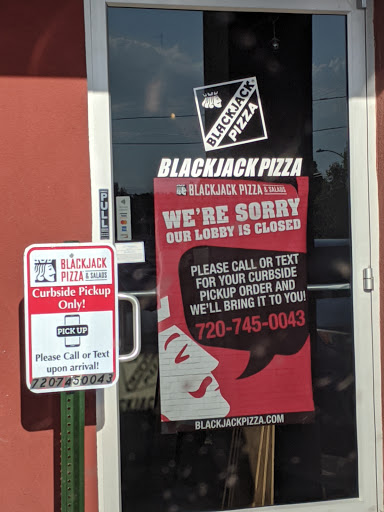 BLACKJACK
PIZZA
BLACKJACK PIZZA
BLACKJACK PIZZA & SALADS
WE'RE SORRY
OUR LOBBY IS CLOSED
PLEASE CALL OR TEXT
FOR YOUR CURBSIDE
PICKUP ORDER AND
WE'LL BRING IT TO YOU!
720-745-0043
BLACKJACKPIZZA.COM
PULL
BLACKJACK
PIZZA
& SALADS
Curbside Pickup
Only!
PICK UP
Please Call or Text
upon arrival!
7207450043